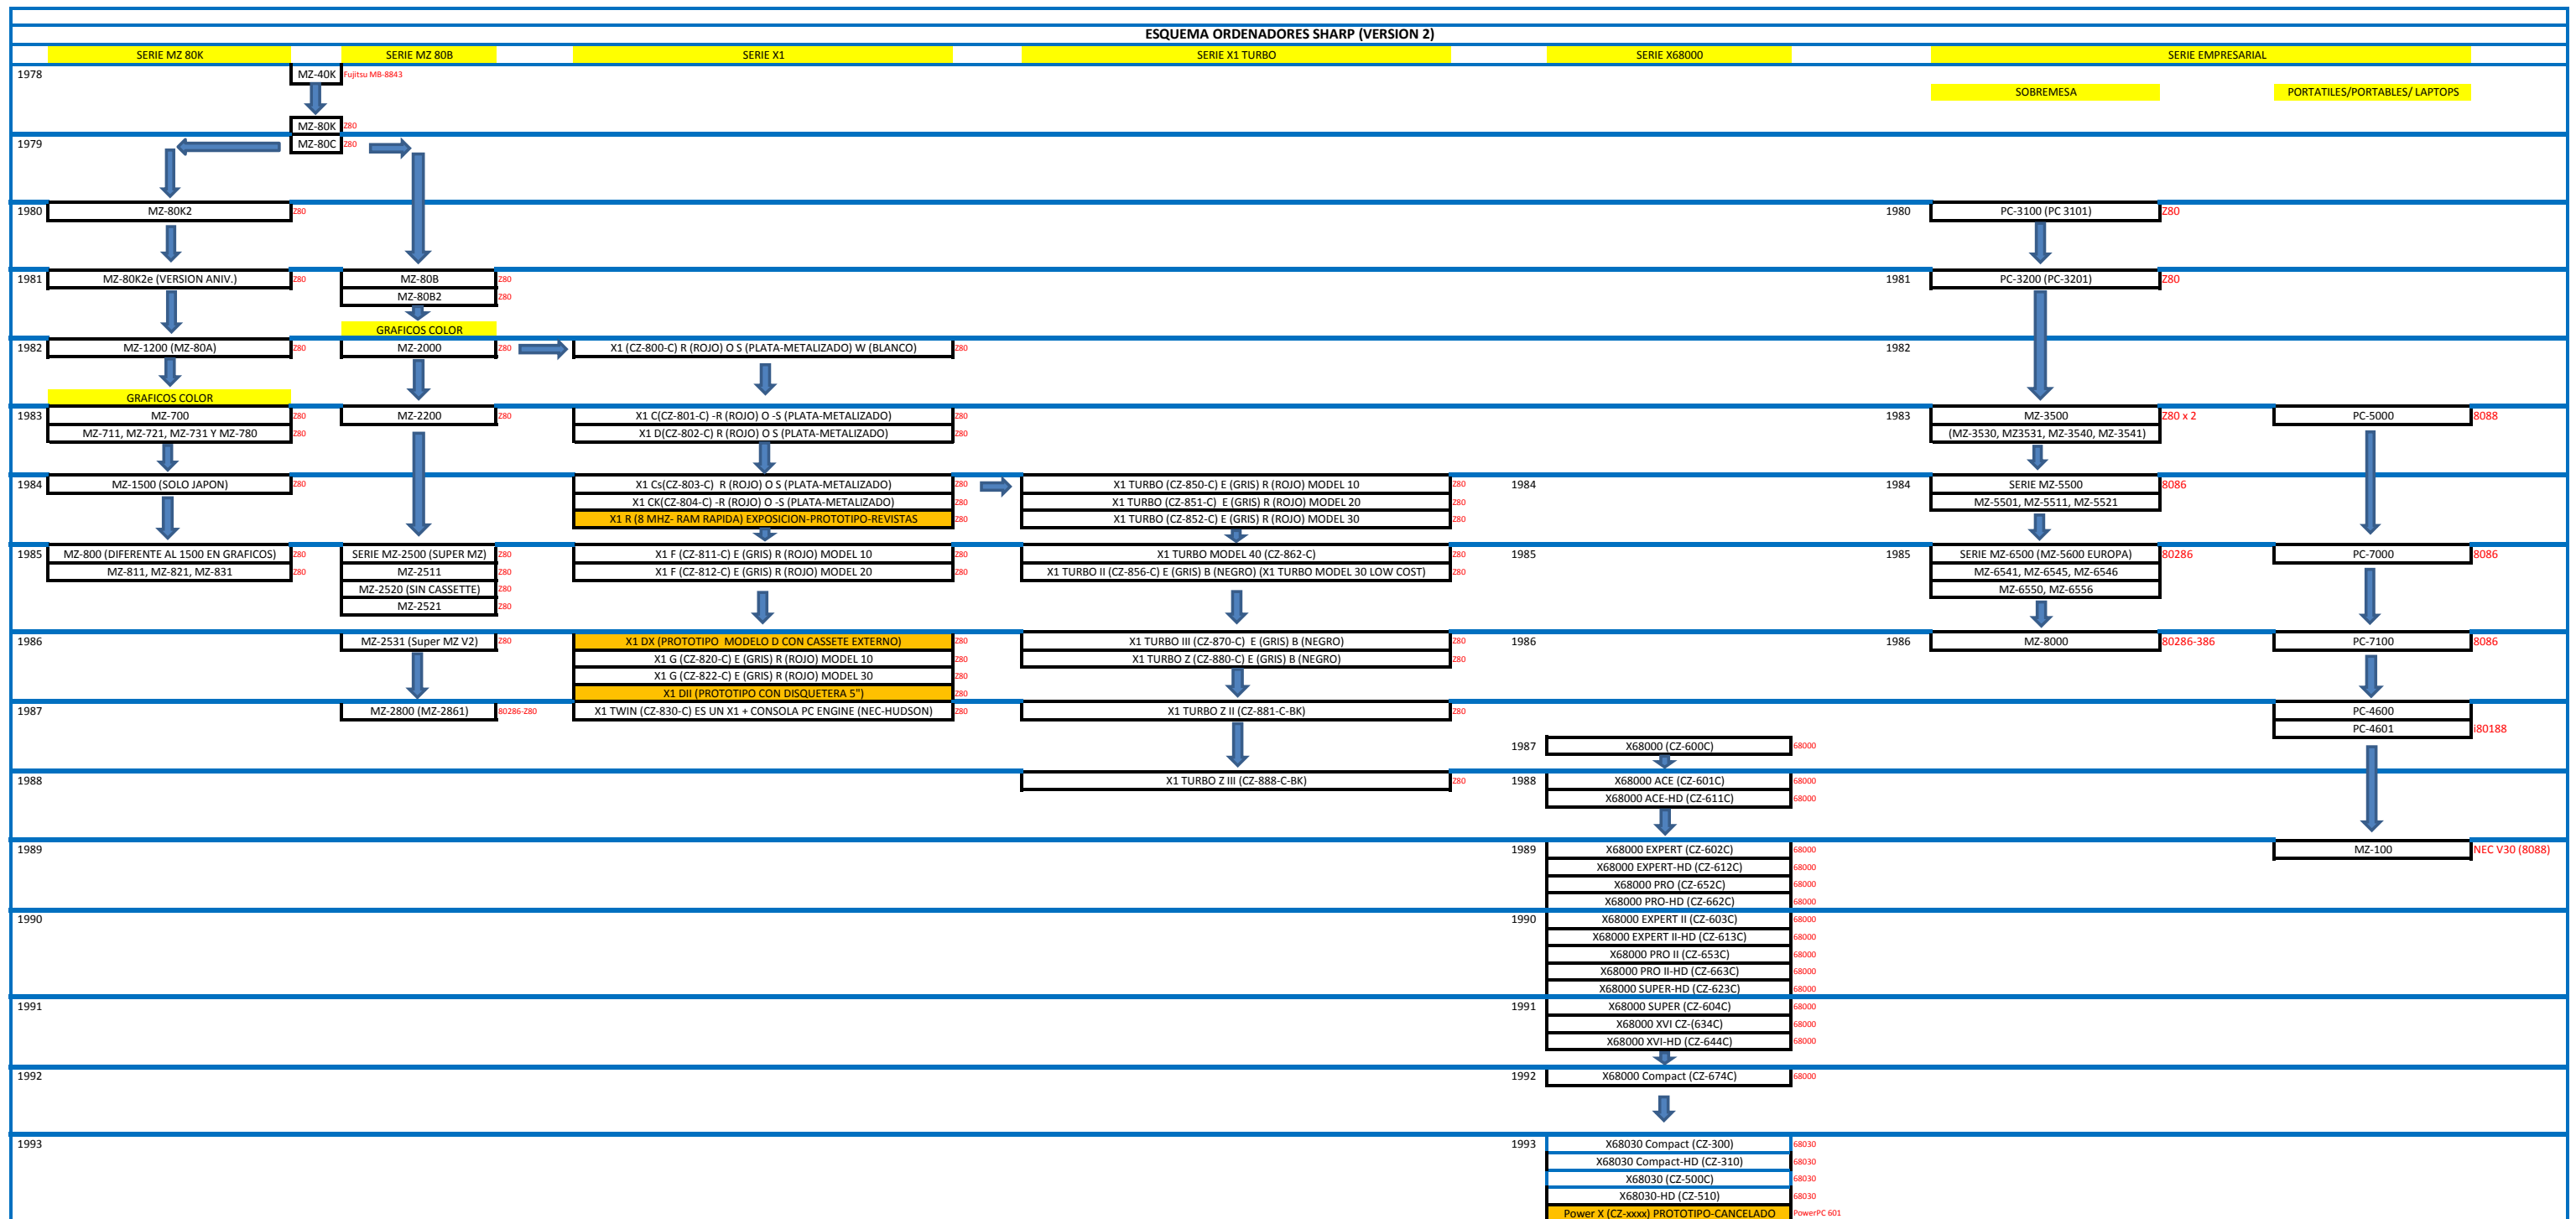 ESQUEMA ORDENADORES SHARP (VERSION 2)
SERIE MZ 80K SERIE MZ 80B SERIE X1 SERIE X1 TURBO SERIE X68000 SERIE EMPRESARIAL
1978 MZ-40K Fujitsu MB-8843
SOBREMESA PORTATILES/PORTABLES/ LAPTOPS
MZ-80K Z80
1979 MZ-80C Z80
1980 MZ-80K2 Z80 1980 PC-3100 (PC 3101) Z80
1981 MZ-80K2e (VERSION ANIV.) Z80 MZ-80B Z80 1981 PC-3200 (PC-3201) Z80
MZ-80B2 Z80
GRAFICOS COLOR
1982 MZ-1200 (MZ-80A) Z80 MZ-2000 Z80 X1 (CZ-800-C) R (ROJO) O S (PLATA-METALIZADO) W (BLANCO) Z80 1982
GRAFICOS COLOR
1983 MZ-700 Z80 MZ-2200 Z80 X1 C(CZ-801-C) -R (ROJO) O -S (PLATA-METALIZADO) Z80 1983 MZ-3500 Z80 x 2 PC-5000 8088
MZ-711, MZ-721, MZ-731 Y MZ-780 Z80 X1 D(CZ-802-C) R (ROJO) O S (PLATA-METALIZADO) Z80 (MZ-3530, MZ3531, MZ-3540, MZ-3541)
1984 MZ-1500 (SOLO JAPON) Z80 X1 Cs(CZ-803-C) R (ROJO) O S (PLATA-METALIZADO) Z80 X1 TURBO (CZ-850-C) E (GRIS) R (ROJO) MODEL 10 Z80 1984 1984 SERIE MZ-5500 8086
X1 CK(CZ-804-C) -R (ROJO) O -S (PLATA-METALIZADO) Z80 X1 TURBO (CZ-851-C) E (GRIS) R (ROJO) MODEL 20 Z80 MZ-5501, MZ-5511, MZ-5521
X1 R (8 MHZ- RAM RAPIDA) EXPOSICION-PROTOTIPO-REVISTAS Z80 X1 TURBO (CZ-852-C) E (GRIS) R (ROJO) MODEL 30 Z80
1985 MZ-800 (DIFERENTE AL 1500 EN GRAFICOS) Z80 SERIE MZ-2500 (SUPER MZ) Z80 X1 F (CZ-811-C) E (GRIS) R (ROJO) MODEL 10 Z80 X1 TURBO MODEL 40 (CZ-862-C) Z80 1985 1985 SERIE MZ-6500 (MZ-5600 EUROPA) 80286 PC-7000 8086
MZ-811, MZ-821, MZ-831 Z80 MZ-2511 Z80 X1 F (CZ-812-C) E (GRIS) R (ROJO) MODEL 20 Z80 X1 TURBO II (CZ-856-C) E (GRIS) B (NEGRO) (X1 TURBO MODEL 30 LOW COST) Z80 MZ-6541, MZ-6545, MZ-6546
MZ-2520 (SIN CASSETTE) Z80 MZ-6550, MZ-6556
MZ-2521 Z80
1986 MZ-2531 (Super MZ V2) Z80 X1 DX (PROTOTIPO MODELO D CON CASSETE EXTERNO) Z80 X1 TURBO III (CZ-870-C) E (GRIS) B (NEGRO) Z80 1986 1986 MZ-8000 80286-386 PC-7100 8086
X1 G (CZ-820-C) E (GRIS) R (ROJO) MODEL 10 Z80 X1 TURBO Z (CZ-880-C) E (GRIS) B (NEGRO) Z80
X1 G (CZ-822-C) E (GRIS) R (ROJO) MODEL 30 Z80
X1 DII (PROTOTIPO CON DISQUETERA 5") Z80
1987 MZ-2800 (MZ-2861) 80286-Z80 X1 TWIN (CZ-830-C) ES UN X1 + CONSOLA PC ENGINE (NEC-HUDSON) Z80 X1 TURBO Z II (CZ-881-C-BK) Z80 PC-4600
PC-4601 i80188
1987 X68000 (CZ-600C) 68000
1988 X1 TURBO Z III (CZ-888-C-BK) Z80 1988 X68000 ACE (CZ-601C) 68000
X68000 ACE-HD (CZ-611C) 68000
1989 1989 X68000 EXPERT (CZ-602C) 68000 MZ-100 NEC V30 (8088)
X68000 EXPERT-HD (CZ-612C) 68000
X68000 PRO (CZ-652C) 68000
X68000 PRO-HD (CZ-662C) 68000
1990 1990 X68000 EXPERT II (CZ-603C) 68000
X68000 EXPERT II-HD (CZ-613C) 68000
X68000 PRO II (CZ-653C) 68000
X68000 PRO II-HD (CZ-663C) 68000
X68000 SUPER-HD (CZ-623C) 68000
1991 1991 X68000 SUPER (CZ-604C) 68000
X68000 XVI CZ-(634C) 68000
X68000 XVI-HD (CZ-644C) 68000
1992 1992 X68000 Compact (CZ-674C) 68000
1993 1993 X68030 Compact (CZ-300) 68030
X68030 Compact-HD (CZ-310) 68030
X68030 (CZ-500C) 68030
X68030-HD (CZ-510) 68030
Power X (CZ-xxxx) PROTOTIPO-CANCELADO PowerPC 601